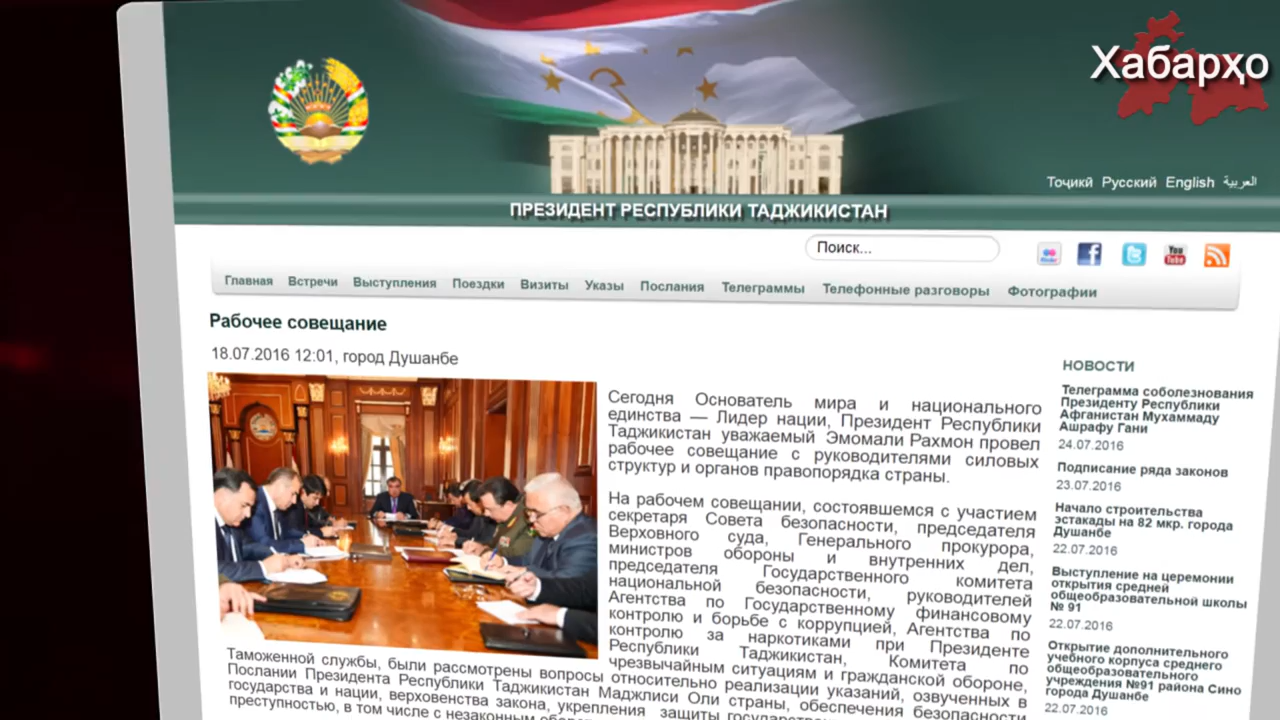 Хабарҳо
Тоҷикӣ Русский English العربية
ПРЕЗИДЕНТ РЕСПУБЛИКИ ТАДЖИКИСТАН
Поиск...
You
Tube
Главная Встречи Выступления Поездки Визиты Указы Послания Телеграммы Телефонные разговоры Фотографии
Рабочее совещание
18.07.2016 12:01, город Душанбе
Сегодня Основатель мира и национального
единства — Лидер нации, Президент Республики
Таджикистан уважаемый Эмомали Рахмон провел
рабочее совещание с руководителями силовых
структур и органов правопорядка страны.
На рабочем совещании, состоявшемся с участием
секретаря Совета безопасности, председателя
Верховного суда, Генерального прокурора,
министров обороны и внутренних дел,
председателя Государственного комитета
национальной безопасности, руководителей
Агентства по Государственному финансовому
контролю и борьбе с коррупцией, Агентства по
контролю за наркотиками при Президенте
Республики Таджикистан, Комитета по
чрезвычайным ситуациям и гражданской обороне,
Таможенной службы, были рассмотрены вопросы относительно реализации указаний, озвученных в
Послании Президента Республики Таджикистан Маджлиси Оли страны, обеспечения безопасности
государства и нации, верховенства закона, укрепления защиты
преступностью, в том числе с незаконным
НОВОСТИ
Телеграмма соболезнования
Президенту Республики
Афганистан Мухаммаду
Ашрафу Гани
24.07.2016
Подписание ряда законов
23.07.2016
Начало строительства
эстакады на 82 мкр. города
Душанбе
22.07.2016
Выступление на церемонии
открытия средней
общеобразовательной школы
№ 91
22.07.2016
Открытие дополнительного
учебного корпуса среднего
общеобразовательного
учреждения №91 района Сино
города Душанбе
22.07.2016